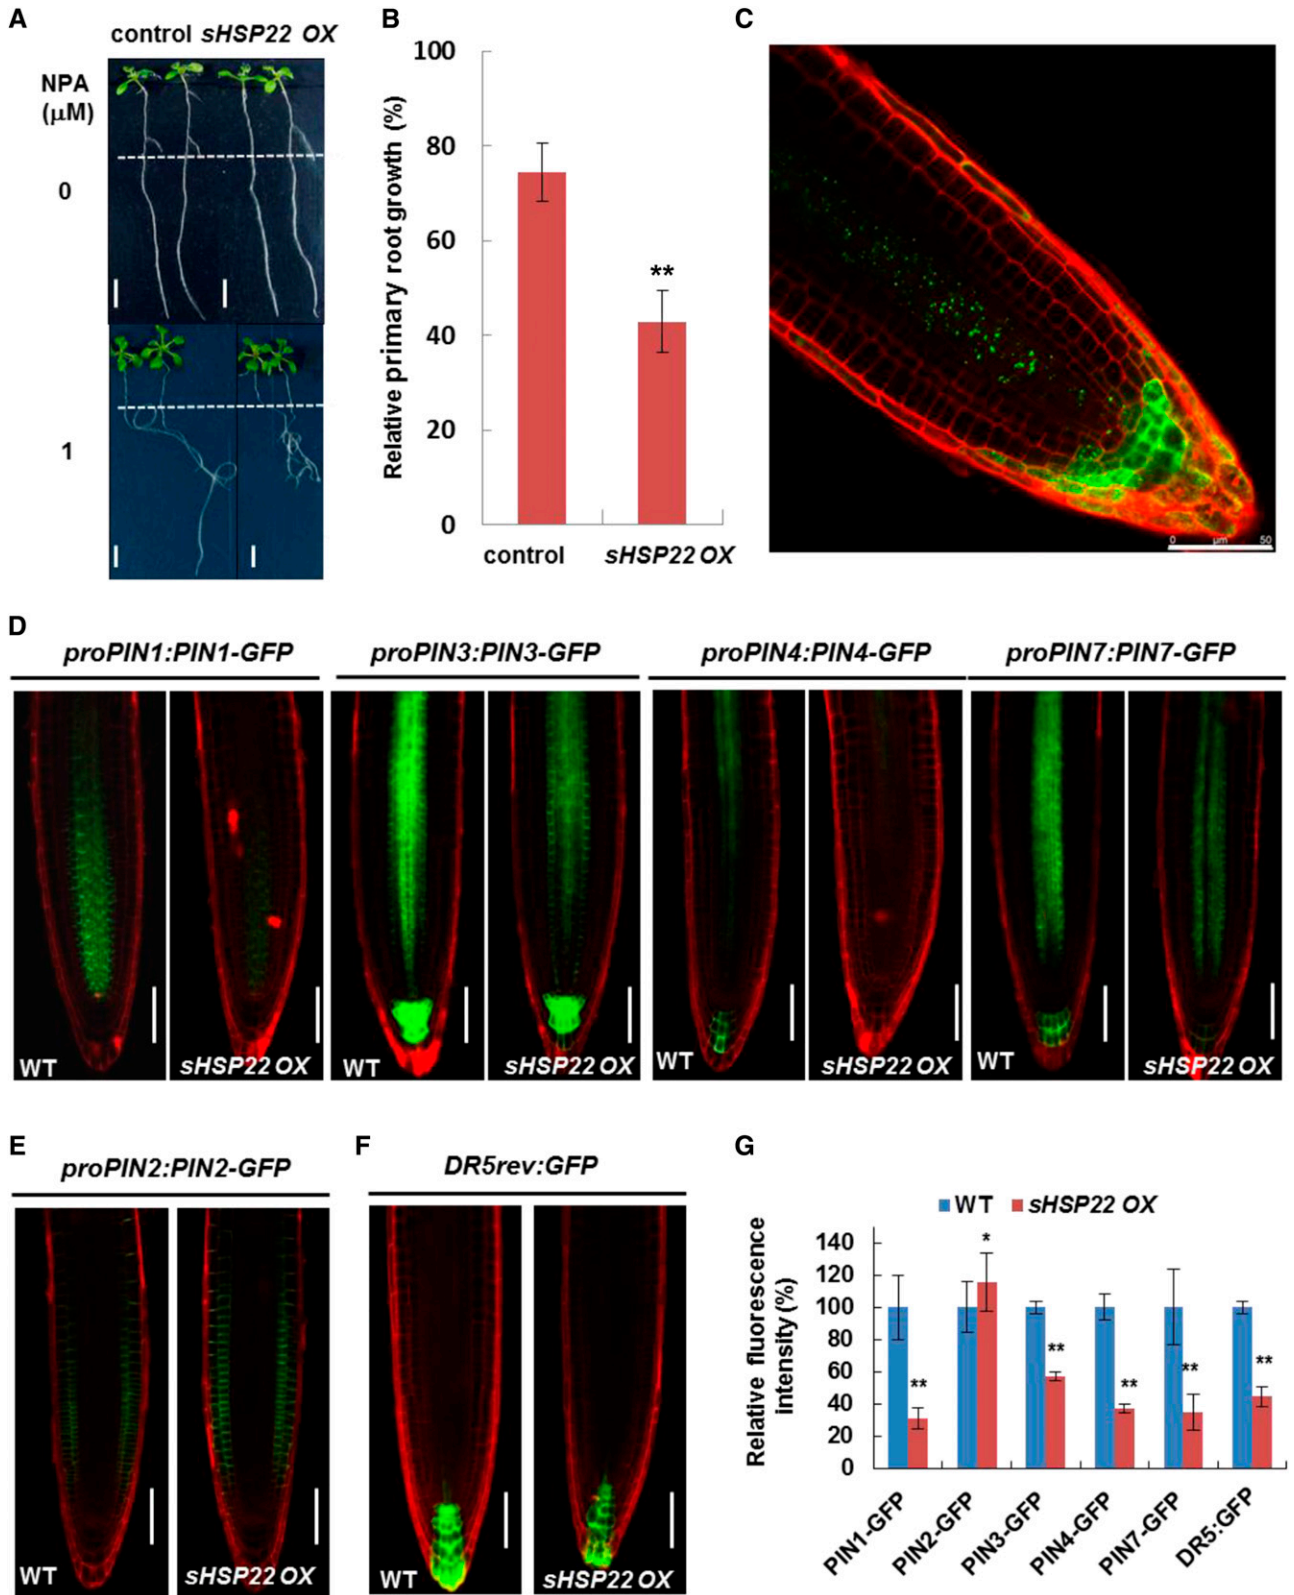 A
control sHSP22 OX
NPA
(µM)
0
1
B
Relative primary root growth (%)
100
80
60
40
20
0
**
control
sHSP22 OX
C
0 µm 50
D
proPIN1:PIN1-GFP
proPIN3:PIN3-GFP
proPIN4:PIN4-GFP
proPIN7:PIN7-GFP
WT
sHSP22 OX
WT
sHSP22 OX
WT
sHSP22 OX
WT
sHSP22 OX
E
proPIN2:PIN2-GFP
WT
sHSP22 OX
F
DR5rev:GFP
WT
sHSP22 OX
G
WT
sHSP22 OX
Relative fluorescence
intensity (%)
140
120
100
80
60
40
20
0
**
*
**
**
**
**
PIN1-GFP
PIN2-GFP
PIN3-GFP
PIN4-GFP
PIN7-GFP
DR5:GFP